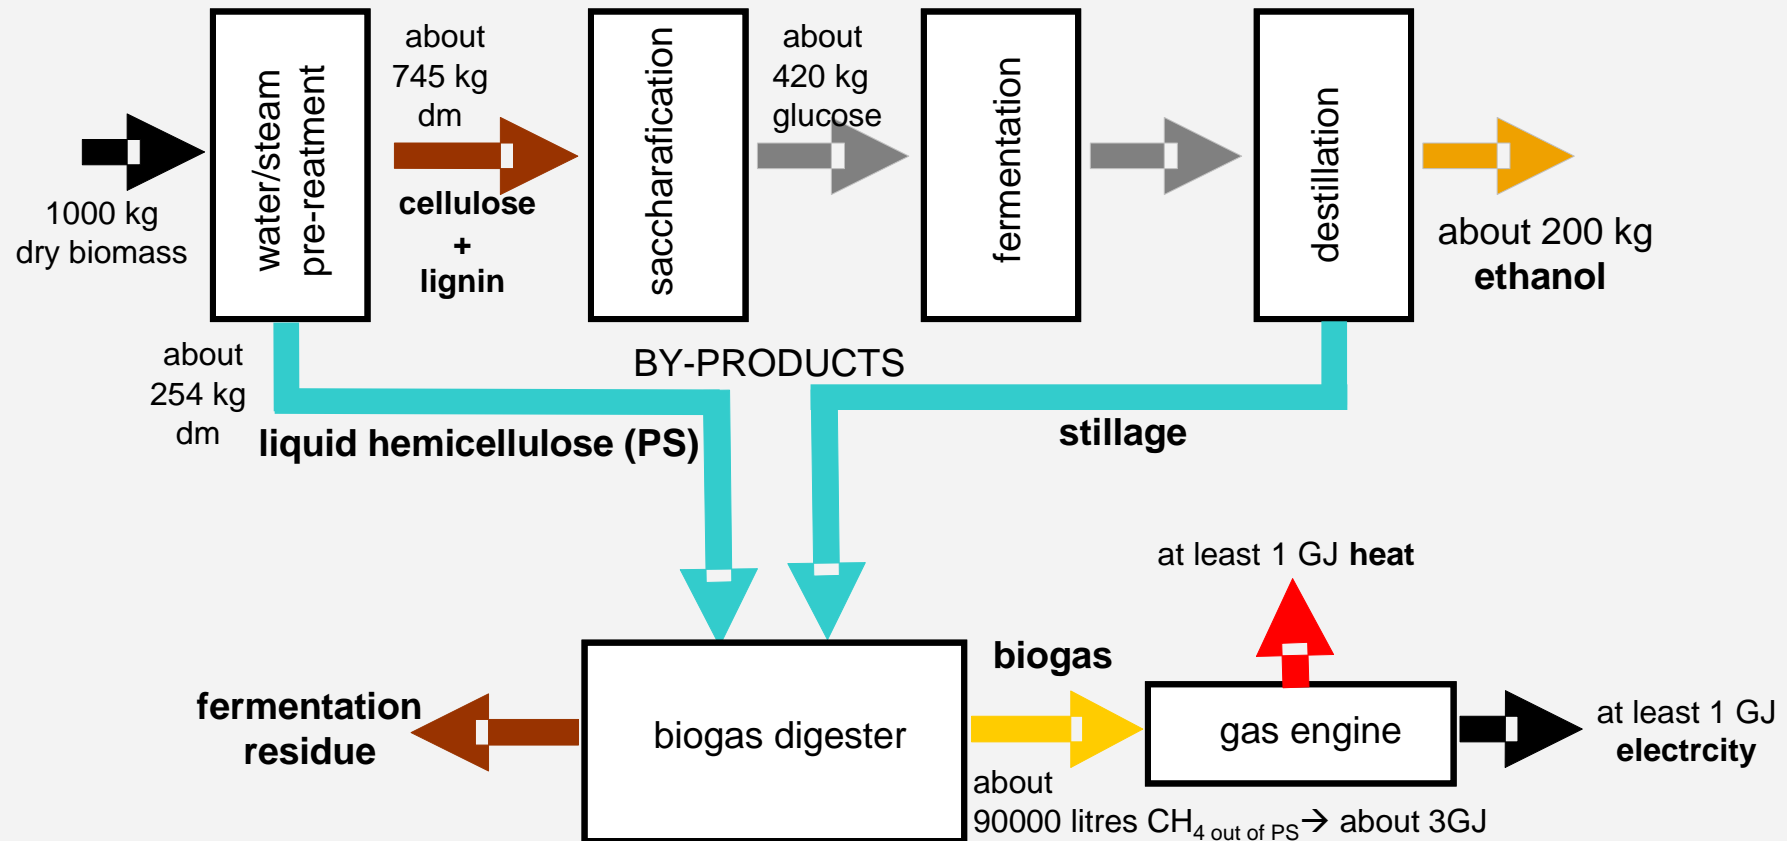 1000 kg
dry biomass
water/steam
pre-reatment
about
745 kg
dm
cellulose
+
lignin
saccharafication
about
420 kg
glucose
fermentation
destillation
about 200 kg
ethanol
about
254 kg
dm
BY-PRODUCTS
liquid hemicellulose (PS)
stillage
at least 1 GJ heat
fermentation
residue
biogas digester
biogas
about
90000 litres CH₄ out of PS→ about 3GJ
gas engine
at least 1 GJ
electrcity